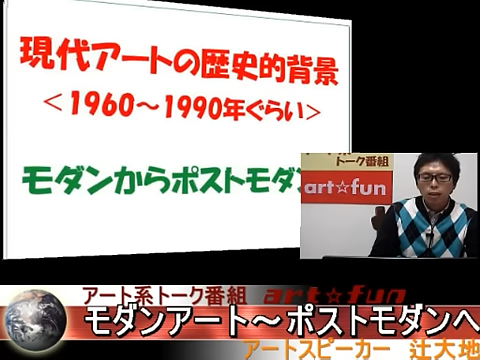 現代アートの歴史的背景
<1960～1990年ぐらい>
モダンからポストモダ
トーク番組
art☆fun
アート系トーク番組 art☆fun
モダンアート～ポストモダンへ
アートスピーカー 辻大地